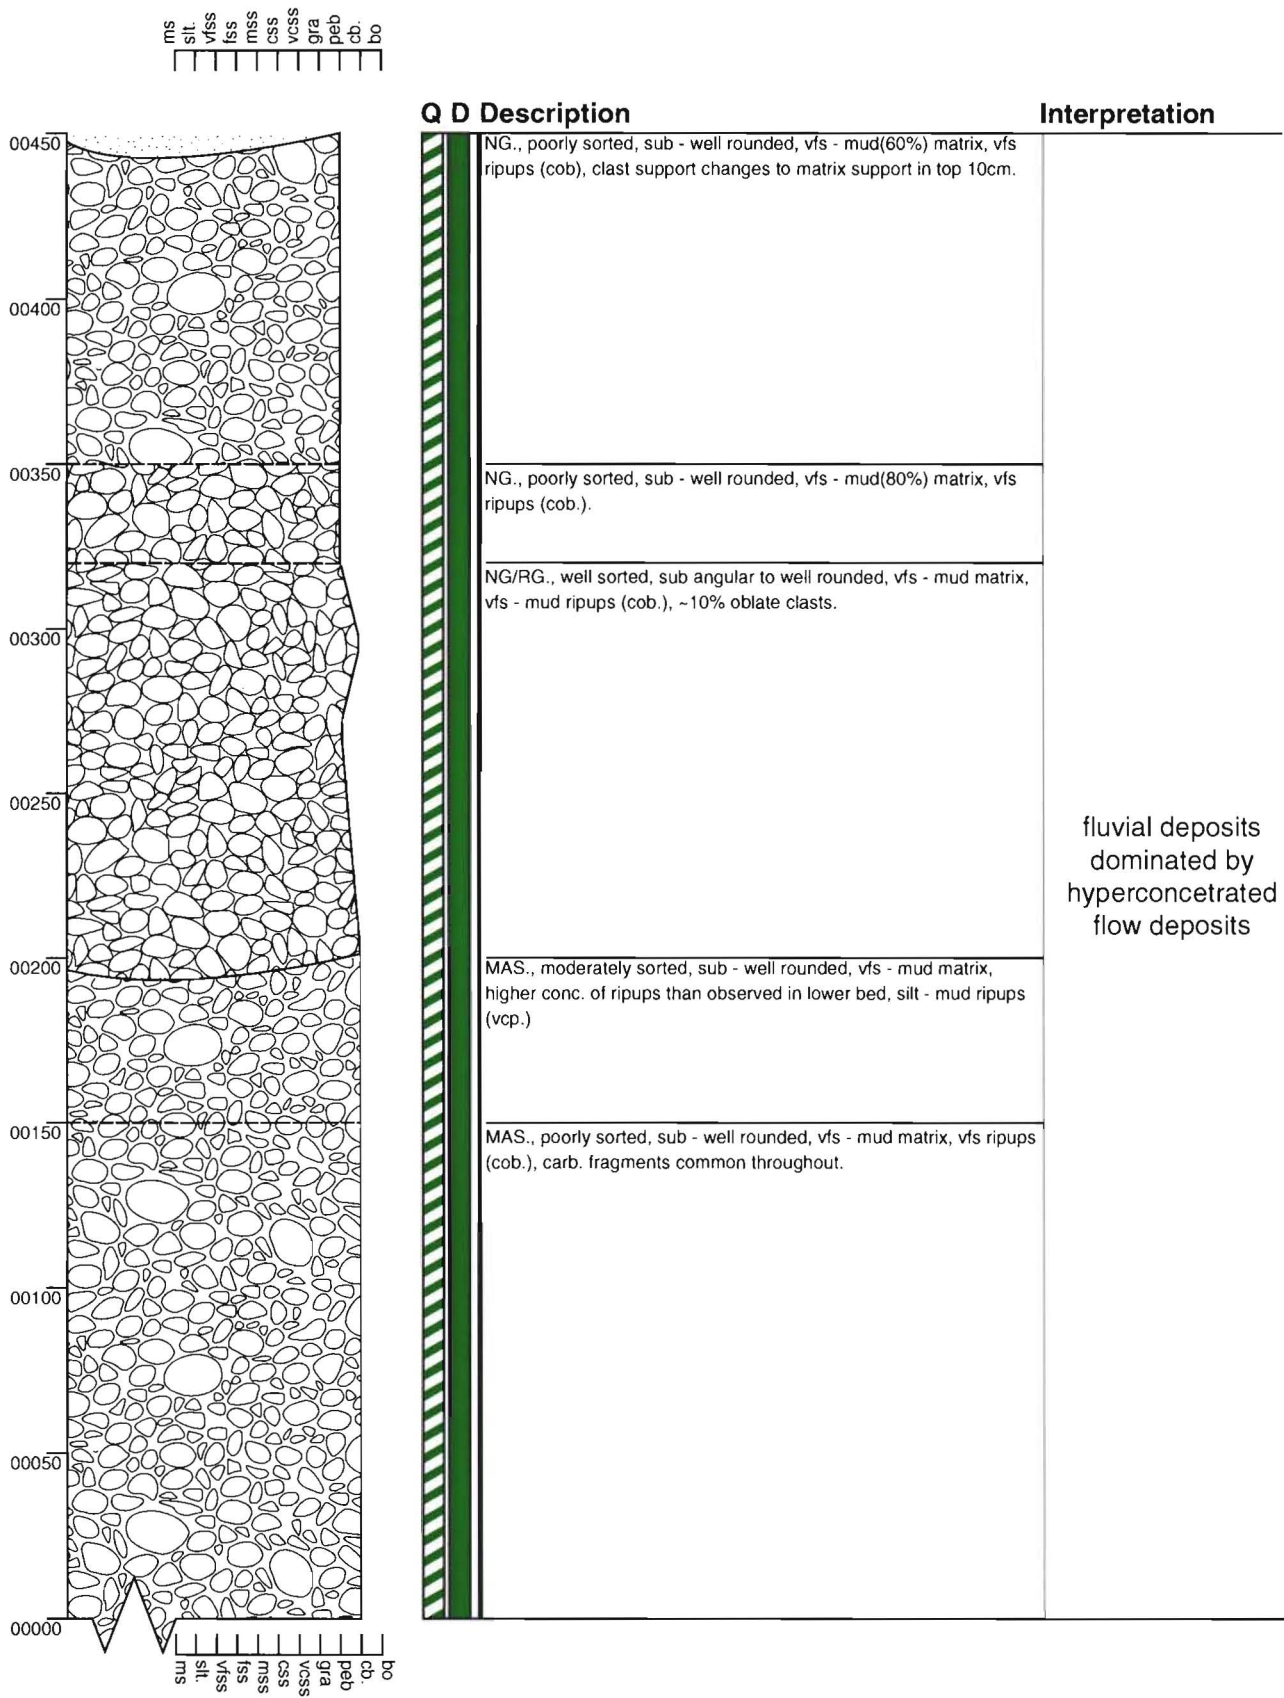 ms
slt.
vfss
fss
mss
css
vcss
gra
peb
cb.
bo
Q D Description
Interpretation
00450
NG., poorly sorted, sub - well rounded, vfs - mud(60%) matrix, vfs
ripups (cob), clast support changes to matrix support in top 10cm.
00400
00350
NG., poorly sorted, sub - well rounded, vfs - mud(80%) matrix, vfs
ripups (cob.).
NG/RG., well sorted, sub angular to well rounded, vfs - mud matrix,
vfs - mud ripups (cob.), ~10% oblate clasts.
00300
00250
fluvial deposits
dominated by
hyperconcetrated
flow deposits
00200
MAS., moderately sorted, sub - well rounded, vfs - mud matrix,
higher conc. of ripups than observed in lower bed, silt - mud ripups
(vcp.)
00150
MAS., poorly sorted, sub - well rounded, vfs - mud matrix, vfs ripups
(cob.), carb. fragments common throughout.
00100
00050
00000
ms
slt.
vfss
fss
mss
css
vcss
gra
peb
cb.
bo